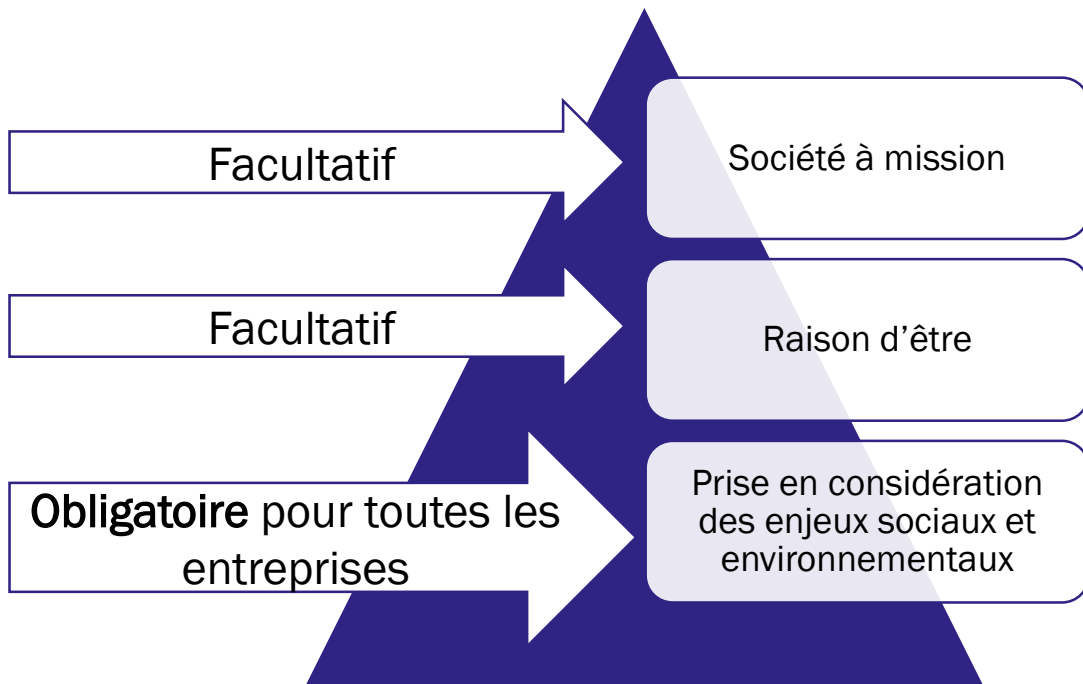 Facultatif
Société à mission
Facultatif
Raison d’être
Obligatoire pour toutes les
entreprises
Prise en considération
des enjeux sociaux et
environnementaux